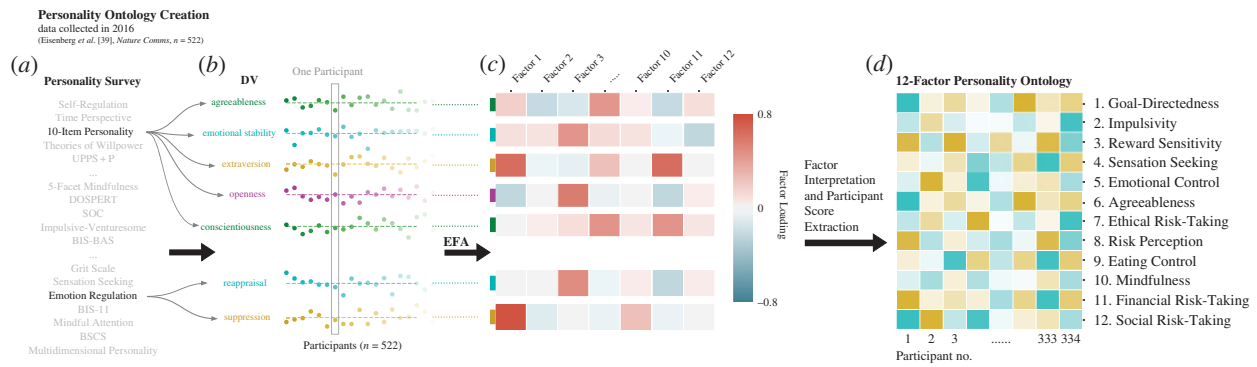 Personality Ontology Creation
data collected in 2016
(Eisenberg et al. [39], Nature Comms, n = 522)
(a)
Personality Survey
Self-Regulation
Time Perspective
10-Item Personality
Theories of Willpower
UPPS + P
...
5-Facet Mindfulness
DOSPERT
SOC
Impulsive-Venturesome
BIS-BAS
...
Grit Scale
Sensation Seeking
Emotion Regulation
BIS-11
Mindful Attention
BSCS
Multidimensional Personality
(b)
DV
One Participant
agreeableness
emotional stability
extraversion
openness
conscientiousness
reappraisal
suppression
Participants (n = 522)
EFA
(c)
Factor 1
Factor 2
Factor 3
....
Factor 10
Factor 11
Factor 12
0.8
0
–0.8
Factor Loading
Factor
Interpretation
and Participant
Score
Extraction
(d)
12-Factor Personality Ontology
1. Goal-Directedness
2. Impulsivity
3. Reward Sensitivity
4. Sensation Seeking
5. Emotional Control
6. Agreeableness
7. Ethical Risk-Taking
8. Risk Perception
9. Eating Control
10. Mindfulness
11. Financial Risk-Taking
12. Social Risk-Taking
1 2 3 ...... 333 334
Participant no.